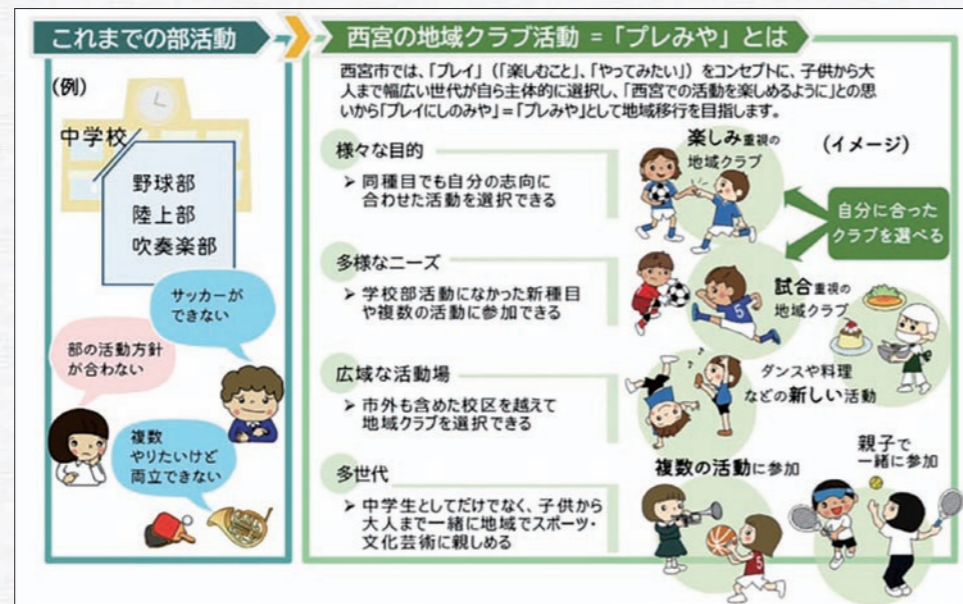 これまでの部活動
西宮の地域クラブ活動 =「プレみや」とは
(例)
中学校
野球部
陸上部
吹奏楽部
サッカーが
できない
部の活動方針
が合わない
複数
やりたいけど
両立できない
西宮市では、「プレイ」(「楽しむこと」、「やってみたい」)をコンセプトに、子供から大
人まで幅広い世代が自ら主体的に選択し、「西宮での活動を楽しめるように」との思
いから「プレイにしのみや」=「プレみや」として地域移行を目指します。
様々な目的
➤ 同種目でも自分の志向に
合わせた活動を選択できる
多様なニーズ
➤ 学校部活動になかった新種目
や複数の活動に参加できる
広域な活動場
➤ 市外も含めた校区を越えて
地域クラブを選択できる
多世代
➤ 中学生としてだけでなく、子供から
大人まで一緒に地域でスポーツ・
文化芸術に親しめる
楽しみ重視の
地域クラブ
(イメージ)
自分に合った
クラブを選べる
試合重視の
地域クラブ
5
ダンスや料理
などの新しい活動
複数の活動に参加
5
親子で
一緒に参加